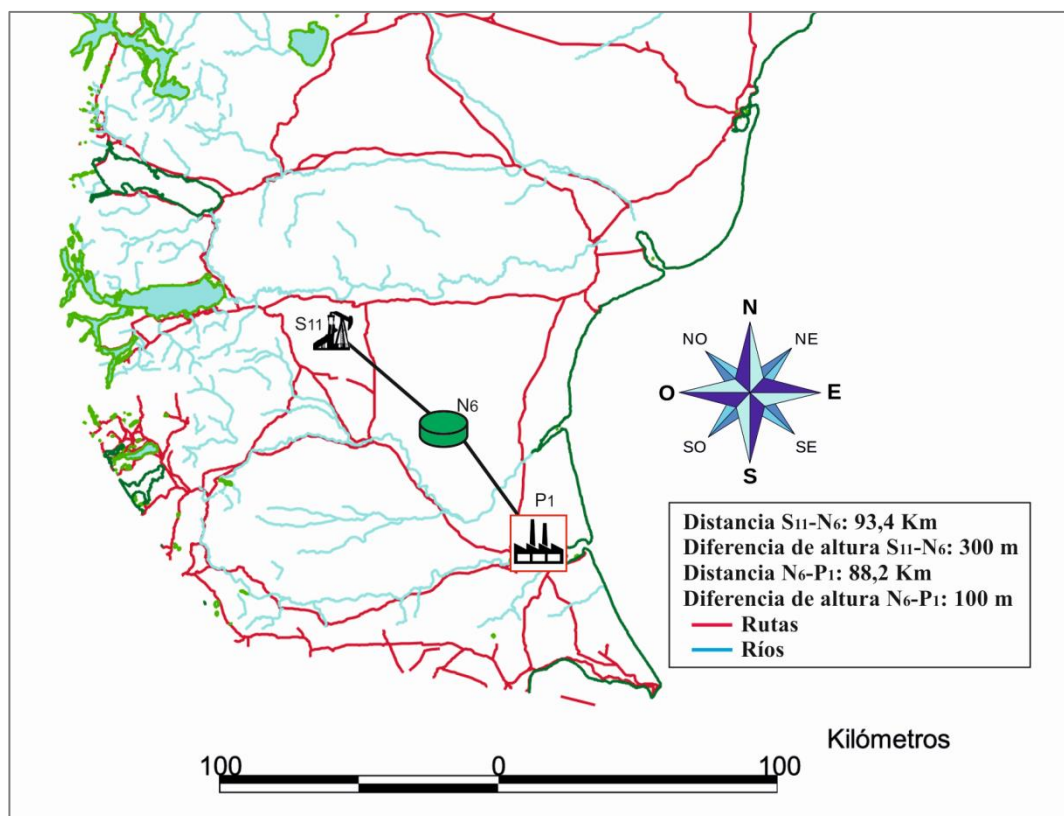 S11
N6
P1
N
NO
NE
O
E
SO
SE
S
Distancia S11-N6: 93,4 Km
Diferencia de altura S11-N6: 300 m
Distancia N6-P1: 88,2 Km
Diferencia de altura N6-P1: 100 m
Rutas
Ríos
Kilómetros
100 0 100